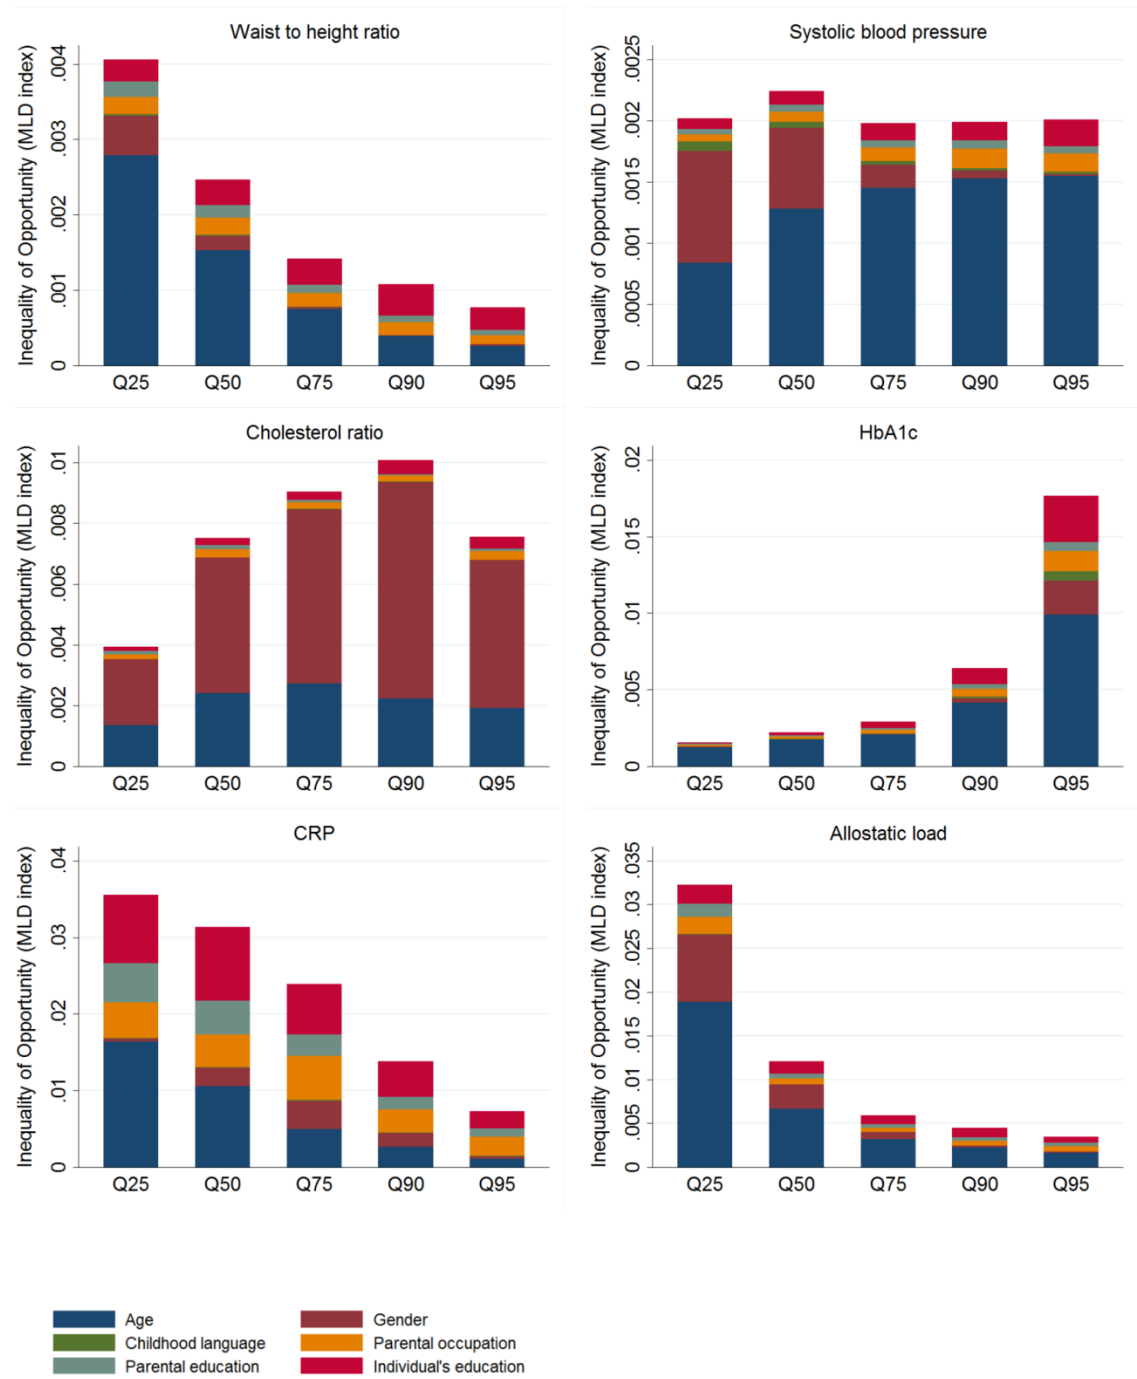 Waist to height ratio
Inequality of Opportunity (MLD index)
.004
.003
.002
.001
0
Q25 Q50 Q75 Q90 Q95
Systolic blood pressure
Inequality of Opportunity (MLD index)
.0025
.002
.0015
.001
.0005
0
Q25 Q50 Q75 Q90 Q95
Cholesterol ratio
Inequality of Opportunity (MLD index)
.01
.008
.006
.004
.002
0
Q25 Q50 Q75 Q90 Q95
HbA1c
Inequality of Opportunity (MLD index)
.02
.015
.01
.005
0
Q25 Q50 Q75 Q90 Q95
CRP
Inequality of Opportunity (MLD index)
.04
.03
.02
.01
0
Q25 Q50 Q75 Q90 Q95
Allostatic load
Inequality of Opportunity (MLD index)
.035
.03
.025
.02
.015
.01
.005
0
Q25 Q50 Q75 Q90 Q95
Age Gender
Childhood language Parental occupation
Parental education Individual's education